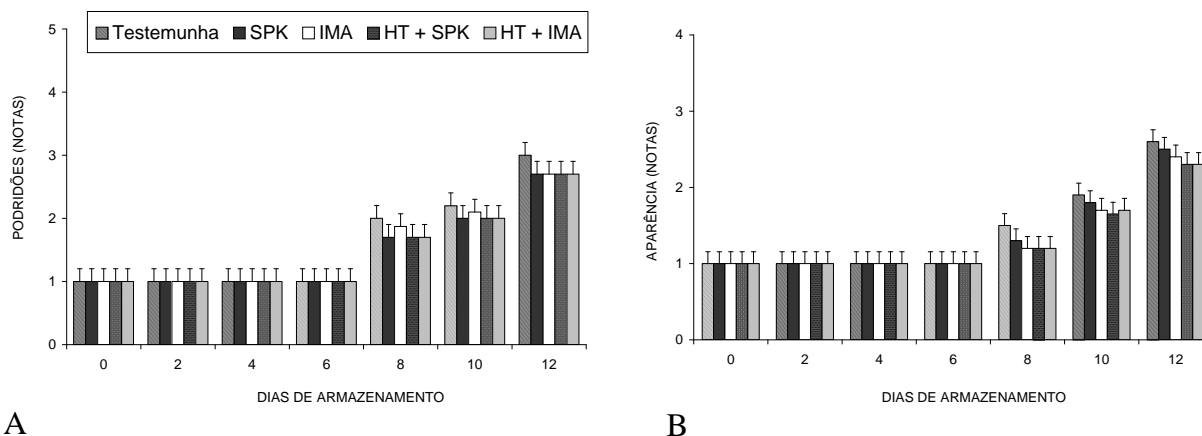 Testemunha SPK IMA HT + SPK HT + IMA
PODRIDÕES (NOTAS)
5
4
3
2
1
0
0 2 4 6 8 10 12
DIAS DE ARMAZENAMENTO
A
APARÊNCIA (NOTAS)
4
3
2
1
0
0 2 4 6 8 10 12
DIAS DE ARMAZENAMENTO
B